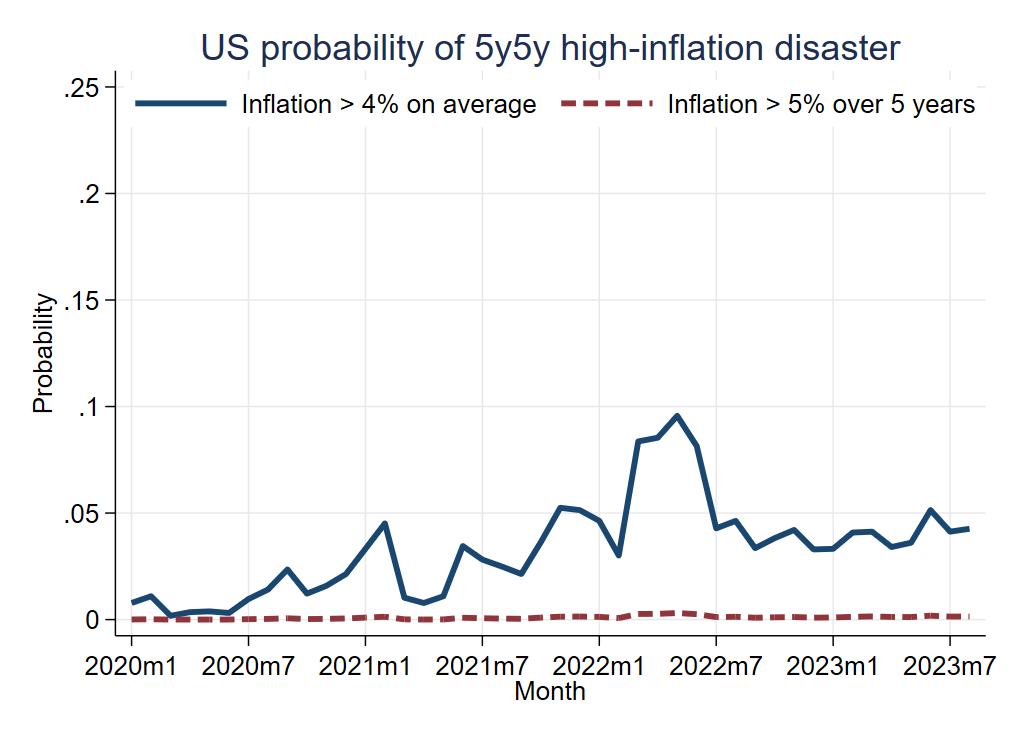 US probability of 5y5y high-inflation disaster
Inflation > 4% on average
Inflation > 5% over 5 years
Probability
.25
.2
.15
.1
.05
0
2020m1 2020m7 2021m1 2021m7 2022m1 2022m7 2023m1 2023m7
Month